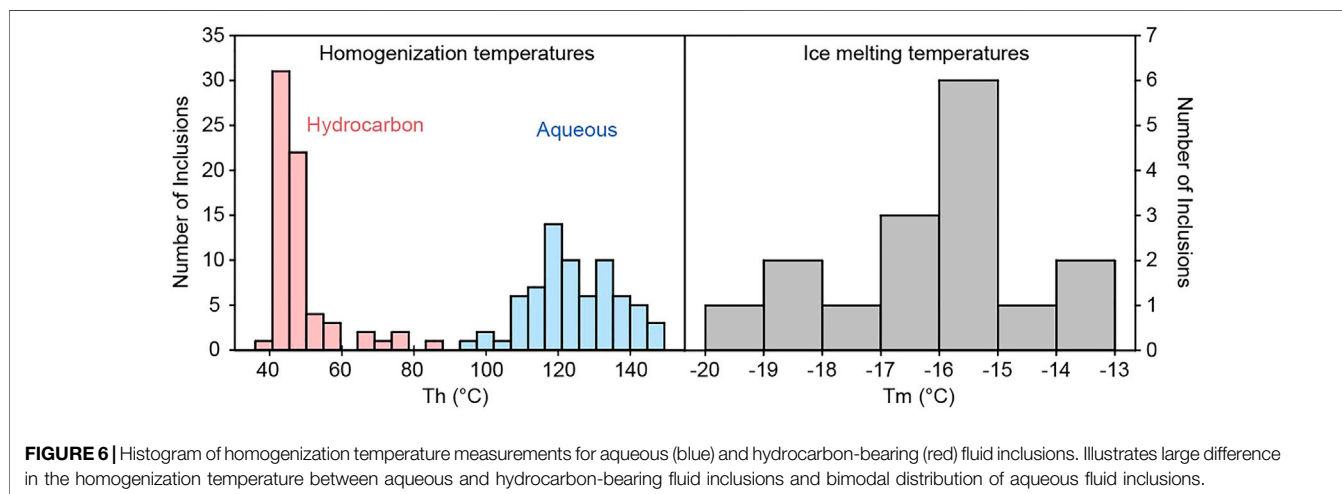 Homogenization temperatures
Hydrocarbon
Aqueous
Number of Inclusions
35
30
25
20
15
10
5
0
40 60 80 100 120 140
Th (°C)
Ice melting temperatures
7
6
5
4
3
2
1
0
Number of Inclusions
-20 -19 -18 -17 -16 -15 -14 -13
Tm (°C)
FIGURE 6 | Histogram of homogenization temperature measurements for aqueous (blue) and hydrocarbon-bearing (red) fluid inclusions. Illustrates large difference
in the homogenization temperature between aqueous and hydrocarbon-bearing fluid inclusions and bimodal distribution of aqueous fluid inclusions.